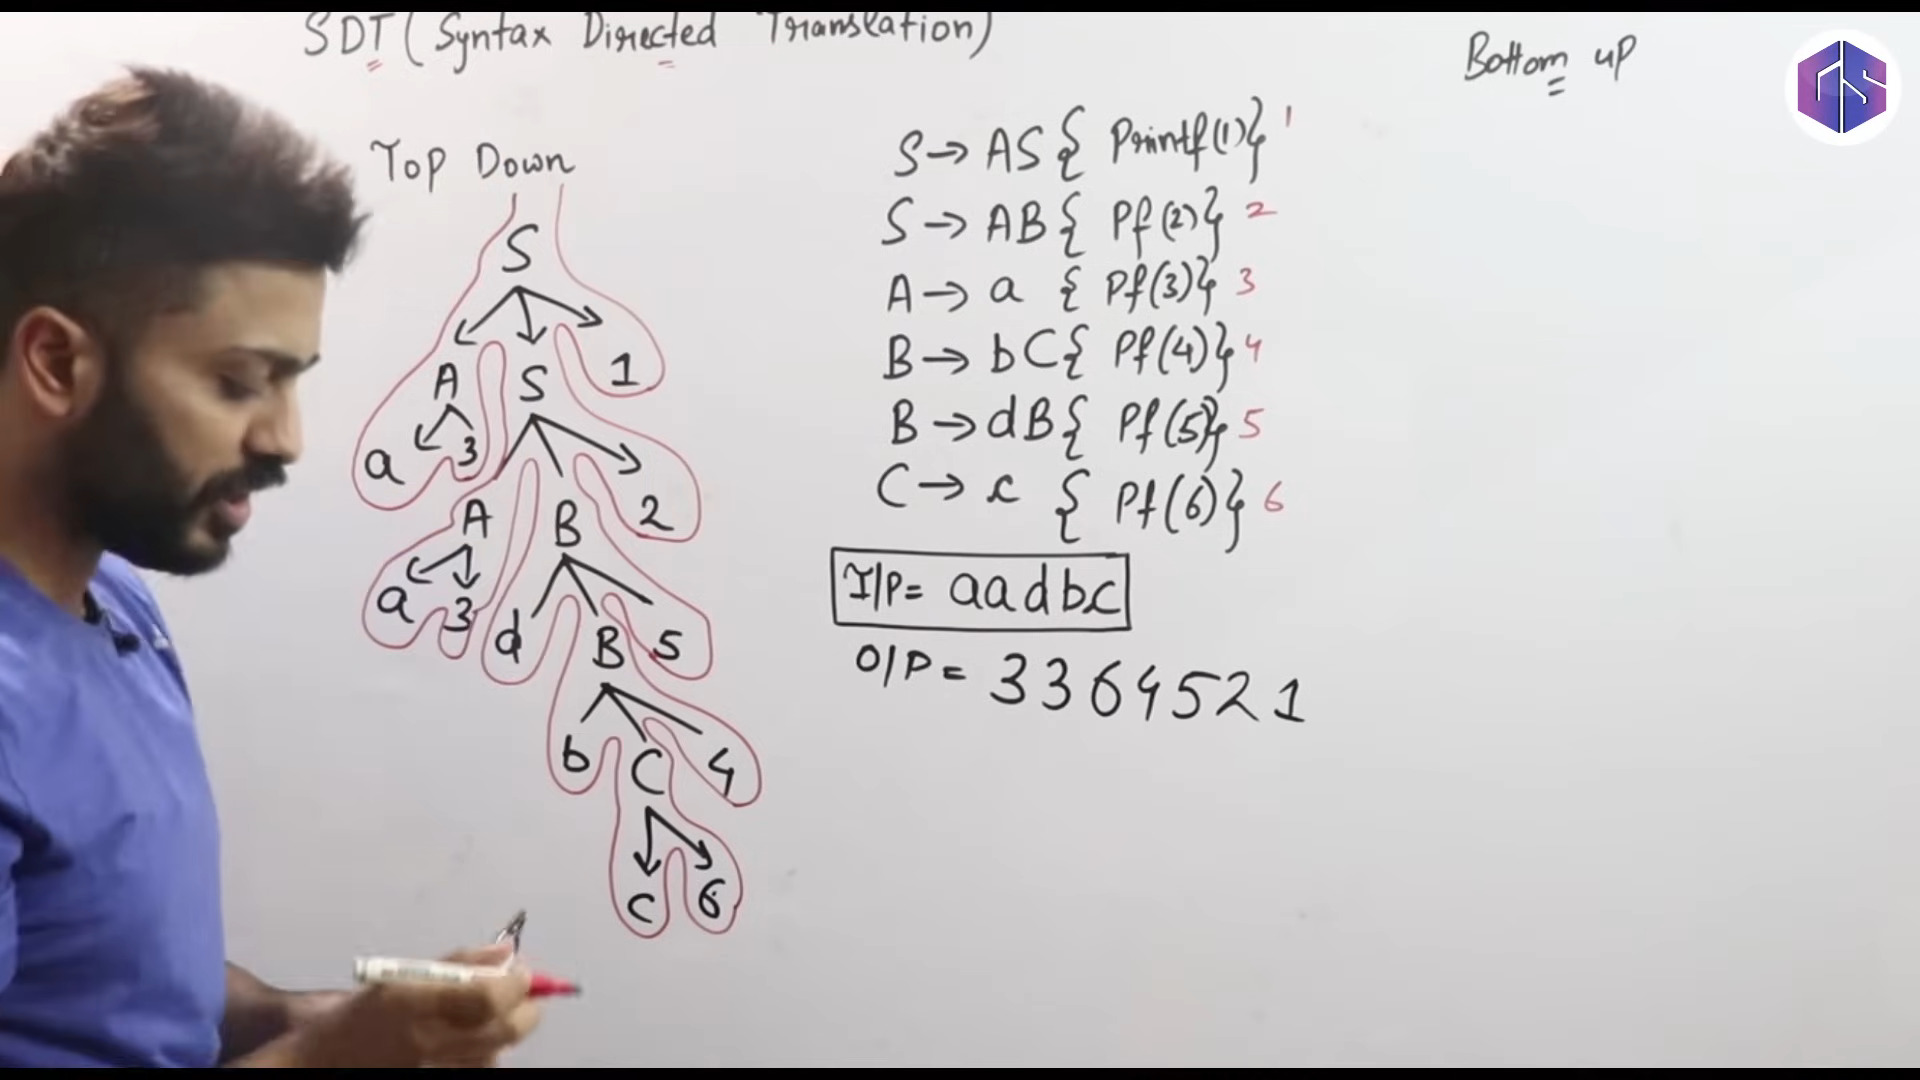 SDT ( Syntax Directed Translation)
Bottom up
GS
Top Down
S
A S 1
a 3 A B 2
a 3 d B 5
b C 4
c 6
S → AS { Printf(1)} 1
S → AB { Pf(2)} 2
A → a { Pf(3)} 3
B → bC { Pf(4)} 4
B → dB { Pf(5)} 5
C → c { Pf(6)} 6
I/P = aadbc
O/P = 3364521